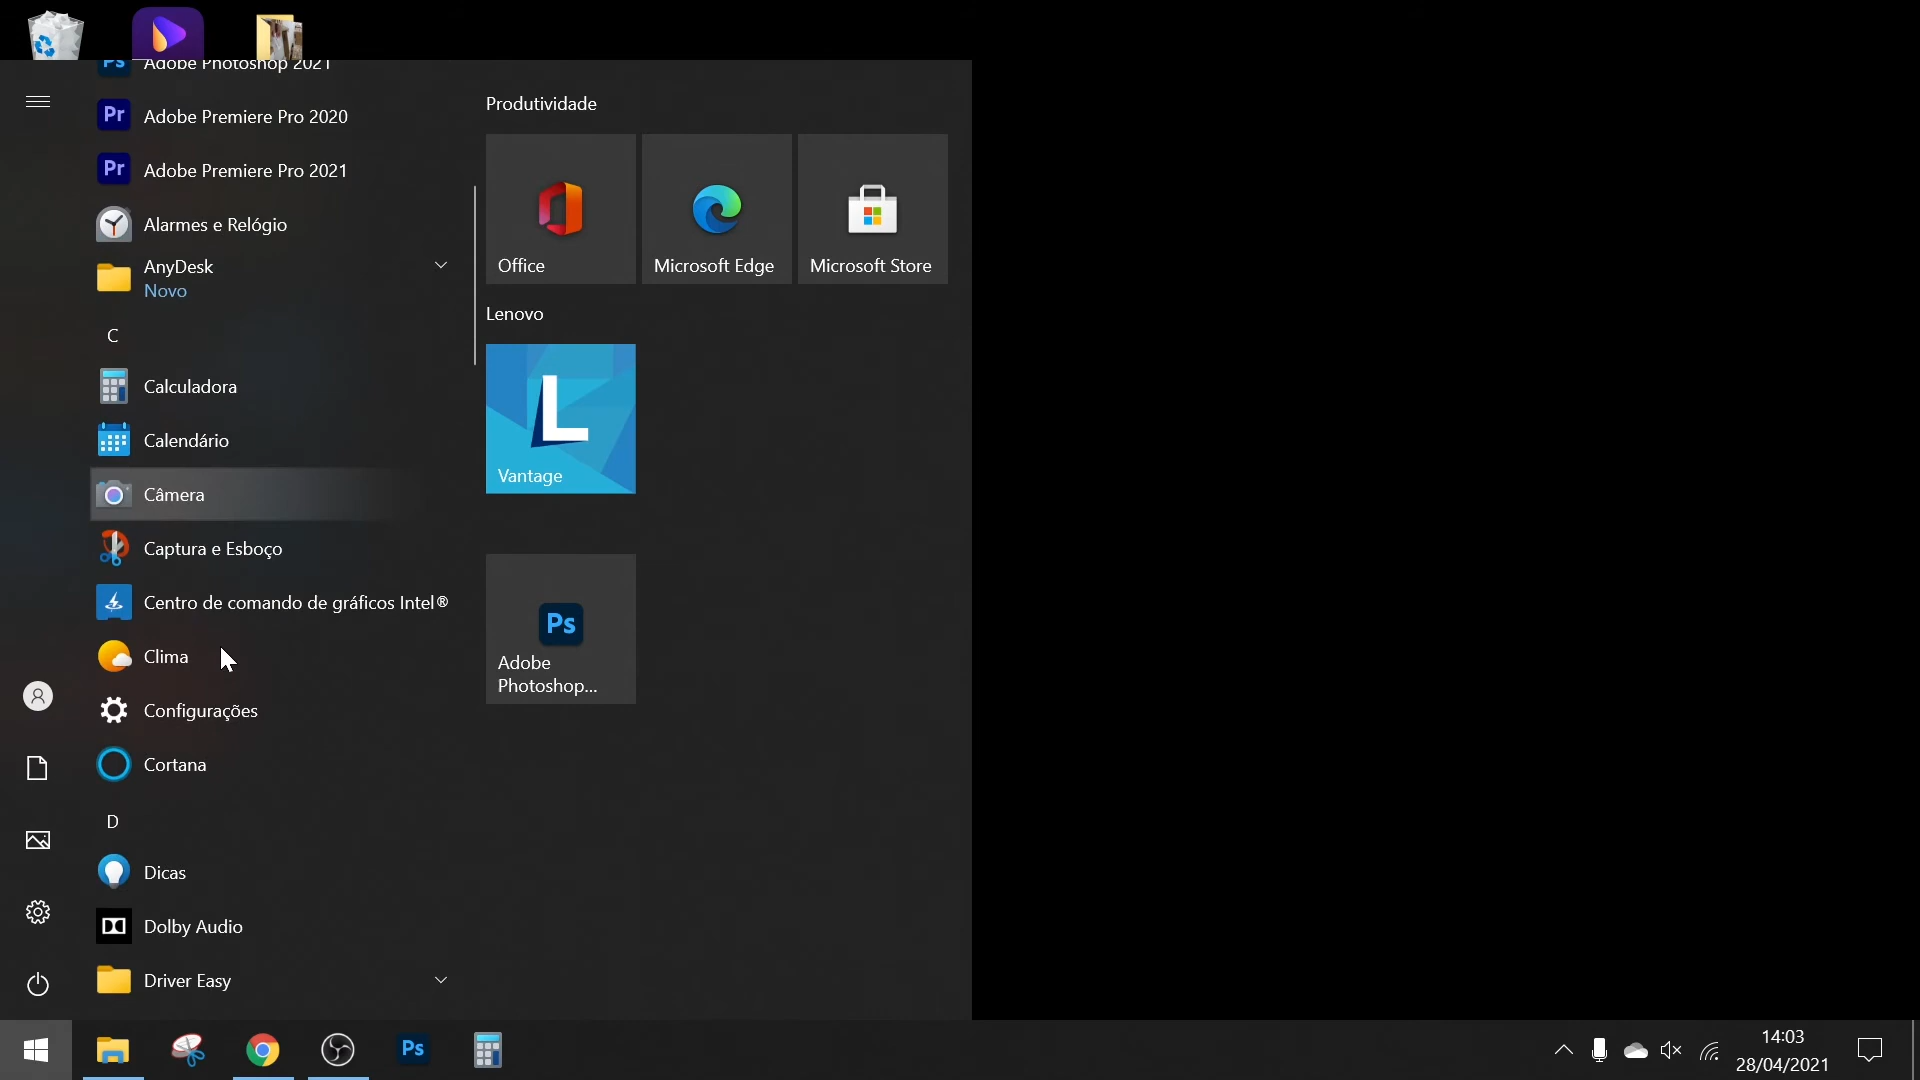 Adobe Photoshop 2021
Pr Adobe Premiere Pro 2020
Pr Adobe Premiere Pro 2021
Alarmes e Relógio
AnyDesk
Novo
C
Calculadora
Calendário
Câmera
Captura e Esboço
Centro de comando de gráficos Intel®
Clima
Configurações
Cortana
D
Dicas
Dolby Audio
Driver Easy
Produtividade
Office
Microsoft Edge
Microsoft Store
Lenovo
L
Vantage
Ps
Adobe
Photoshop...
Ps
14:03
28/04/2021